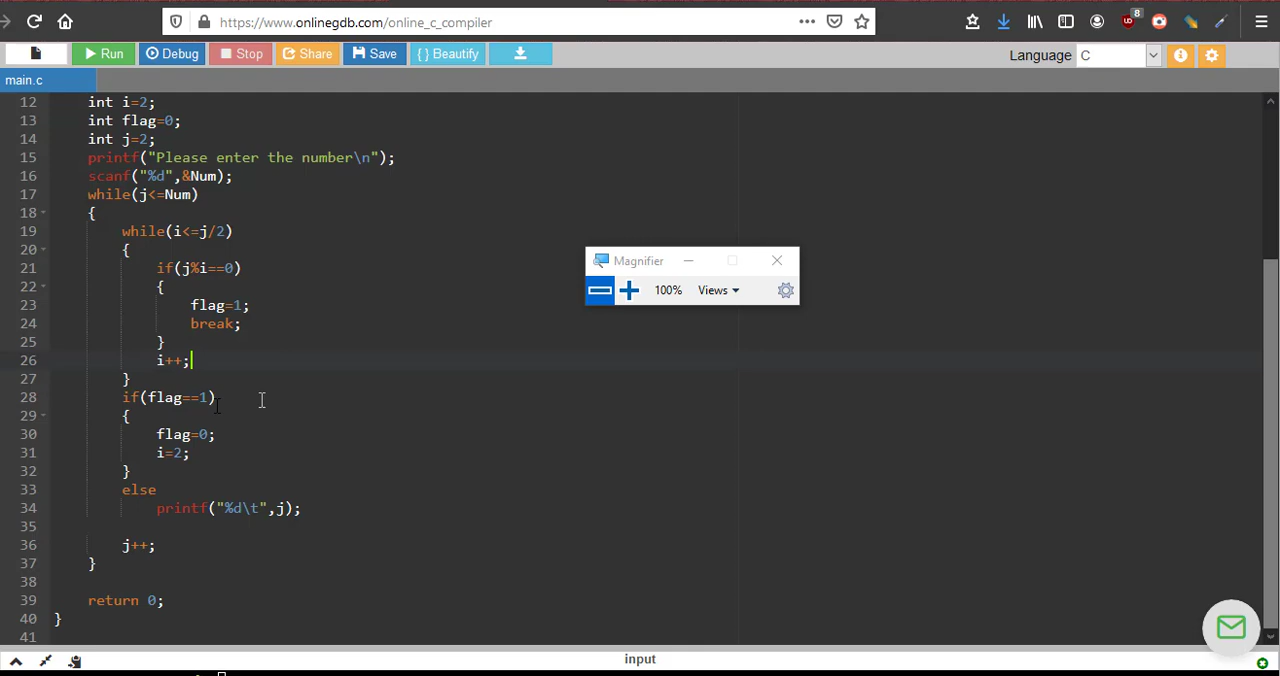 https://www.onlinegdb.com/online_c_compiler
8
Run Debug Stop Share Save { } Beautify
Language C
main.c
12 int i=2;
13 int flag=0;
14 int j=2;
15 printf("Please enter the number\n");
16 scanf("%d",&Num);
17 while(j<=Num)
18 {
19 while(i<=j/2)
20 {
21 if(j%i==0)
22 {
23 flag=1;
24 break;
25 }
26 i++;
27 }
28 if(flag==1)
29 {
30 flag=0;
31 i=2;
32 }
33 else
34 printf("%d\t",j);
35
36 j++;
37 }
38
39 return 0;
40 }
41
Magnifier
100% Views
input